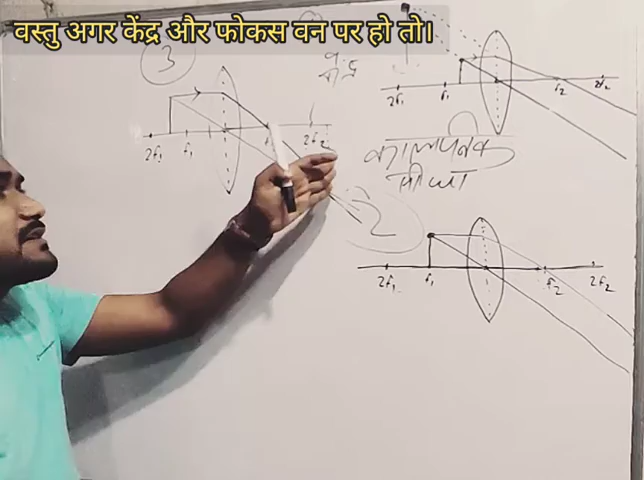 वस्तु अगर केंद्र और फोकस वन पर हो तो।
3
2f₁ f₁ 2f₂
2f₁ f₁ f₂ 2f₂
काल्पनिक
सीधा
2
2f₁ f₁ f₂ 2f₂